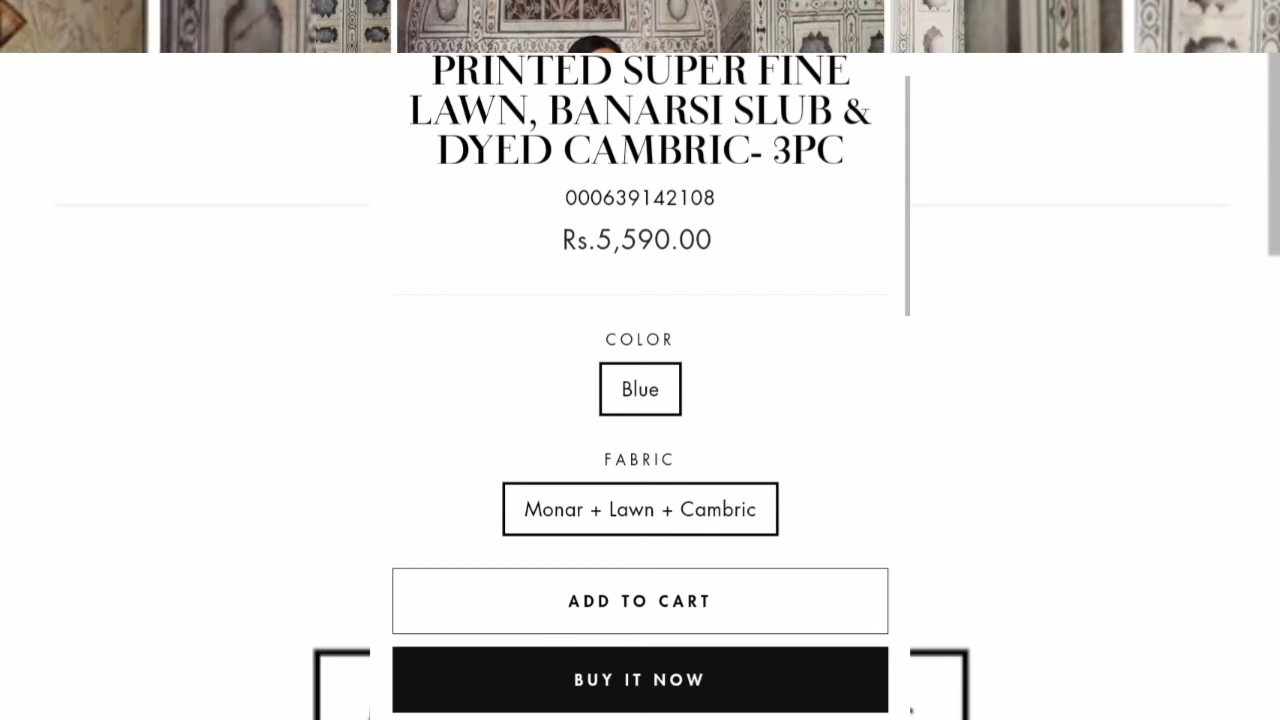 PRINTED SUPER FINE
LAWN, BANARSI SLUB &
DYED CAMBRIC- 3PC
000639142108
Rs.5,590.00
COLOR
Blue
FABRIC
Monar + Lawn + Cambric
ADD TO CART
BUY IT NOW